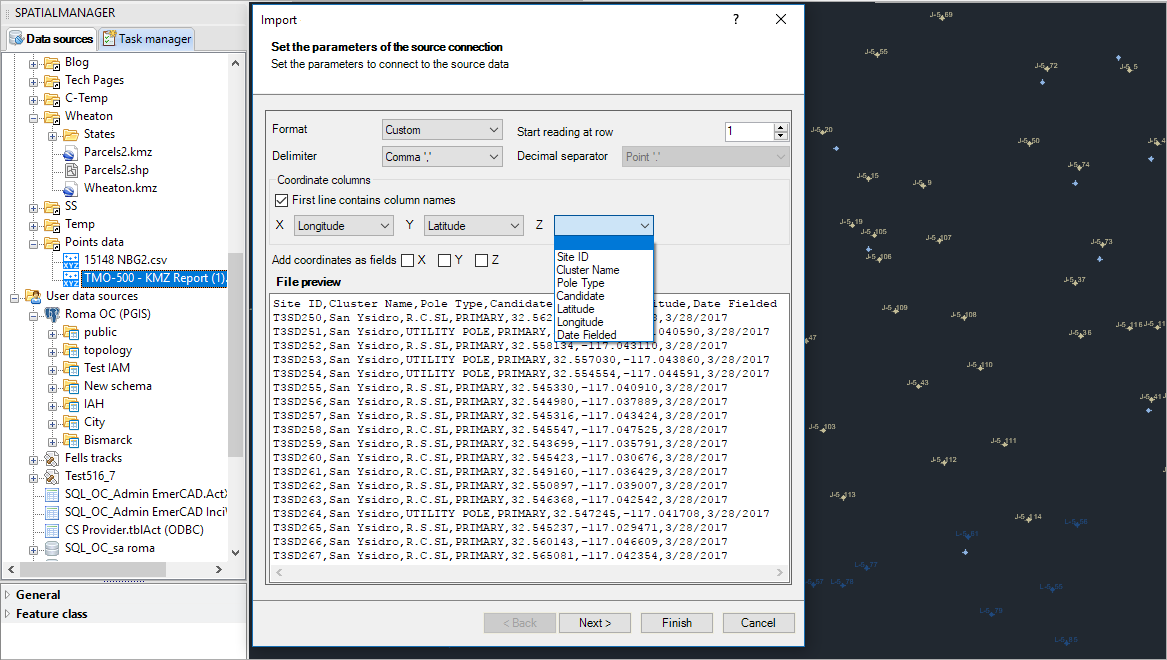 SPATIALMANAGER
Data sources
Task manager
Blog
Tech Pages
C-Temp
Wheaton
States
Parcels2.kmz
Parcels2.shp
Wheaton.kmz
SS
Temp
Points data
15148 NBG2.csv
TMO-500 - KMZ Report (1).
User data sources
Roma OC (PGIS)
public
topology
Test IAM
New schema
IAH
City
Bismarck
Fells tracks
Test516_7
SQL_OC_Admin EmerCAD.Act
SQL_OC_Admin EmerCAD Inci
CS Provider.tblAct (ODBC)
SQL_OC_sa roma
General
Feature class
Import
?
Set the parameters of the source connection
Set the parameters to connect to the source data
Format Custom Start reading at row 1
Delimiter Comma ',' Decimal separator Point '.'
Coordinate columns
First line contains column names
X Longitude Y Latitude Z
Site ID
Cluster Name
Pole Type
Candidate
Latitude
Longitude
Date Fielded
Add coordinates as fields X Y Z
File preview
Site ID,Cluster Name,Pole Type,Candidate itude,Date Fielded
T3SD250,San Ysidro,R.C.SL,PRIMARY,32.562 ,3/28/2017
T3SD251,San Ysidro,UTILITY POLE,PRIMARY, .040590,3/28/2017
T3SD252,San Ysidro,R.S.SL,PRIMARY,32.558134,-117.043110,3/28/2017
T3SD253,San Ysidro,UTILITY POLE,PRIMARY,32.557030,-117.043860,3/28/2017
T3SD254,San Ysidro,UTILITY POLE,PRIMARY,32.554554,-117.044591,3/28/2017
T3SD255,San Ysidro,R.S.SL,PRIMARY,32.545330,-117.040910,3/28/2017
T3SD256,San Ysidro,R.C.SL,PRIMARY,32.544980,-117.037889,3/28/2017
T3SD257,San Ysidro,R.S.SL,PRIMARY,32.545316,-117.043424,3/28/2017
T3SD258,San Ysidro,R.C.SL,PRIMARY,32.545547,-117.047525,3/28/2017
T3SD259,San Ysidro,R.S.SL,PRIMARY,32.543699,-117.035791,3/28/2017
T3SD260,San Ysidro,R.C.SL,PRIMARY,32.545423,-117.030676,3/28/2017
T3SD261,San Ysidro,R.C.SL,PRIMARY,32.549160,-117.036429,3/28/2017
T3SD262,San Ysidro,R.C.SL,PRIMARY,32.550897,-117.039007,3/28/2017
T3SD263,San Ysidro,R.C.SL,PRIMARY,32.546368,-117.042542,3/28/2017
T3SD264,San Ysidro,UTILITY POLE,PRIMARY,32.547245,-117.041708,3/28/2017
T3SD265,San Ysidro,R.S.SL,PRIMARY,32.545237,-117.029471,3/28/2017
T3SD266,San Ysidro,R.C.SL,PRIMARY,32.560143,-117.046609,3/28/2017
T3SD267,San Ysidro,R.C.SL,PRIMARY,32.565081,-117.042354,3/28/2017
< Back
Next >
Finish
Cancel
J-5_69
J-5_55
J-5_72
J-5_5
J-5_20
J-5_50
J-5_4
J-5_74
J-5_15
J-5_9
J-5_19
J-5_105
J-5_107
J-5_73
J-5_106
J-5_37
J-5_109
J-5_108
J-5_116
J-5_11
J-5_36
47
J-5_110
J-5_43
J-5_41
J-5_103
J-5_111
J-5_112
J-5_113
J-5_114